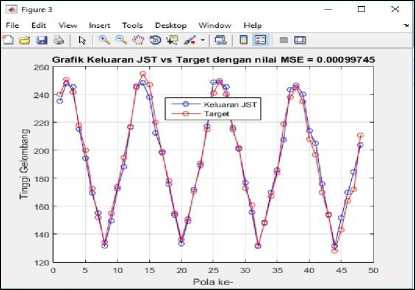 Figure 3
File Edit View Insert Tools Desktop Window Help
Grafik Keluaran JST vs Target dengan nilai MSE = 0.00099745
Keluaran JST
Target
Tinggi Gelombang
260
240
220
200
180
160
140
120
0 5 10 15 20 25 30 35 40 45 50
Pola ke-